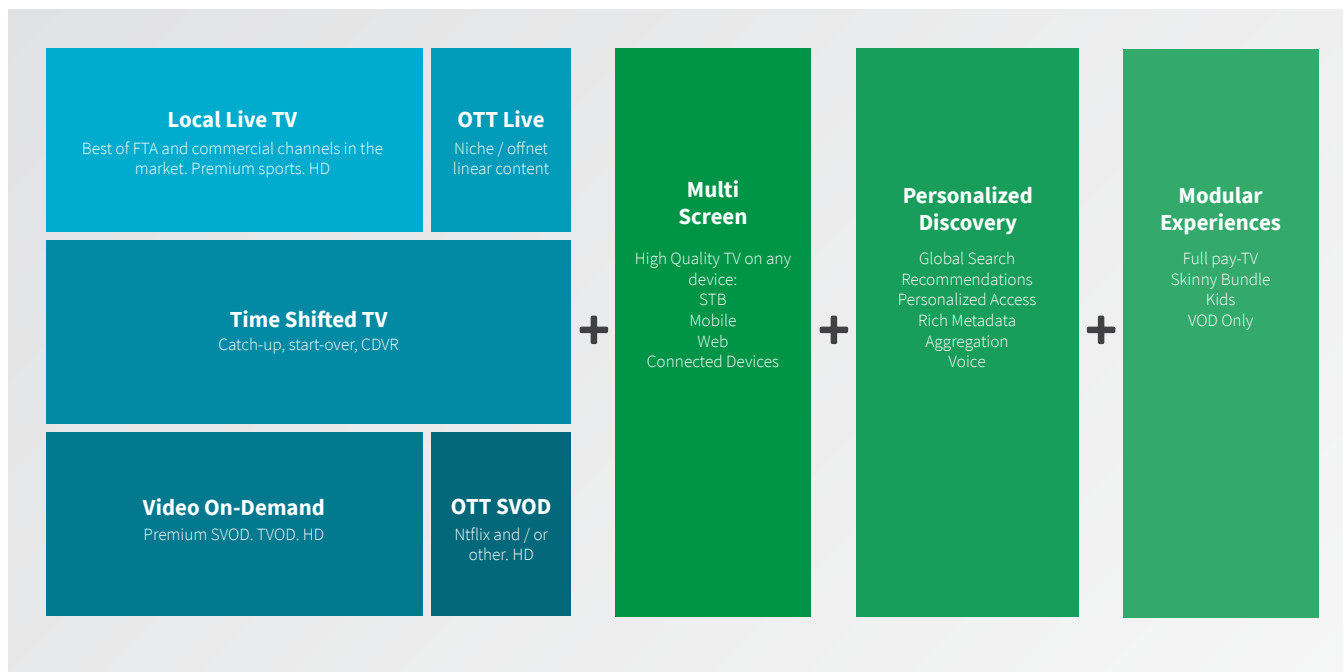 Local Live TV
Best of FTA and commercial channels in the
market. Premium sports. HD
OTT Live
Niche / offnet
linear content
Time Shifted TV
Catch-up, start-over, CDVR
Video On-Demand
Premium SVOD. TVOD. HD
OTT SVOD
Ntflix and / or
other. HD
+
Multi
Screen
High Quality TV on any
device:
STB
Mobile
Web
Connected Devices
+
Personalized
Discovery
Global Search
Recommendations
Personalized Access
Rich Metadata
Aggregation
Voice
+
Modular
Experiences
Full pay-TV
Skinny Bundle
Kids
VOD Only